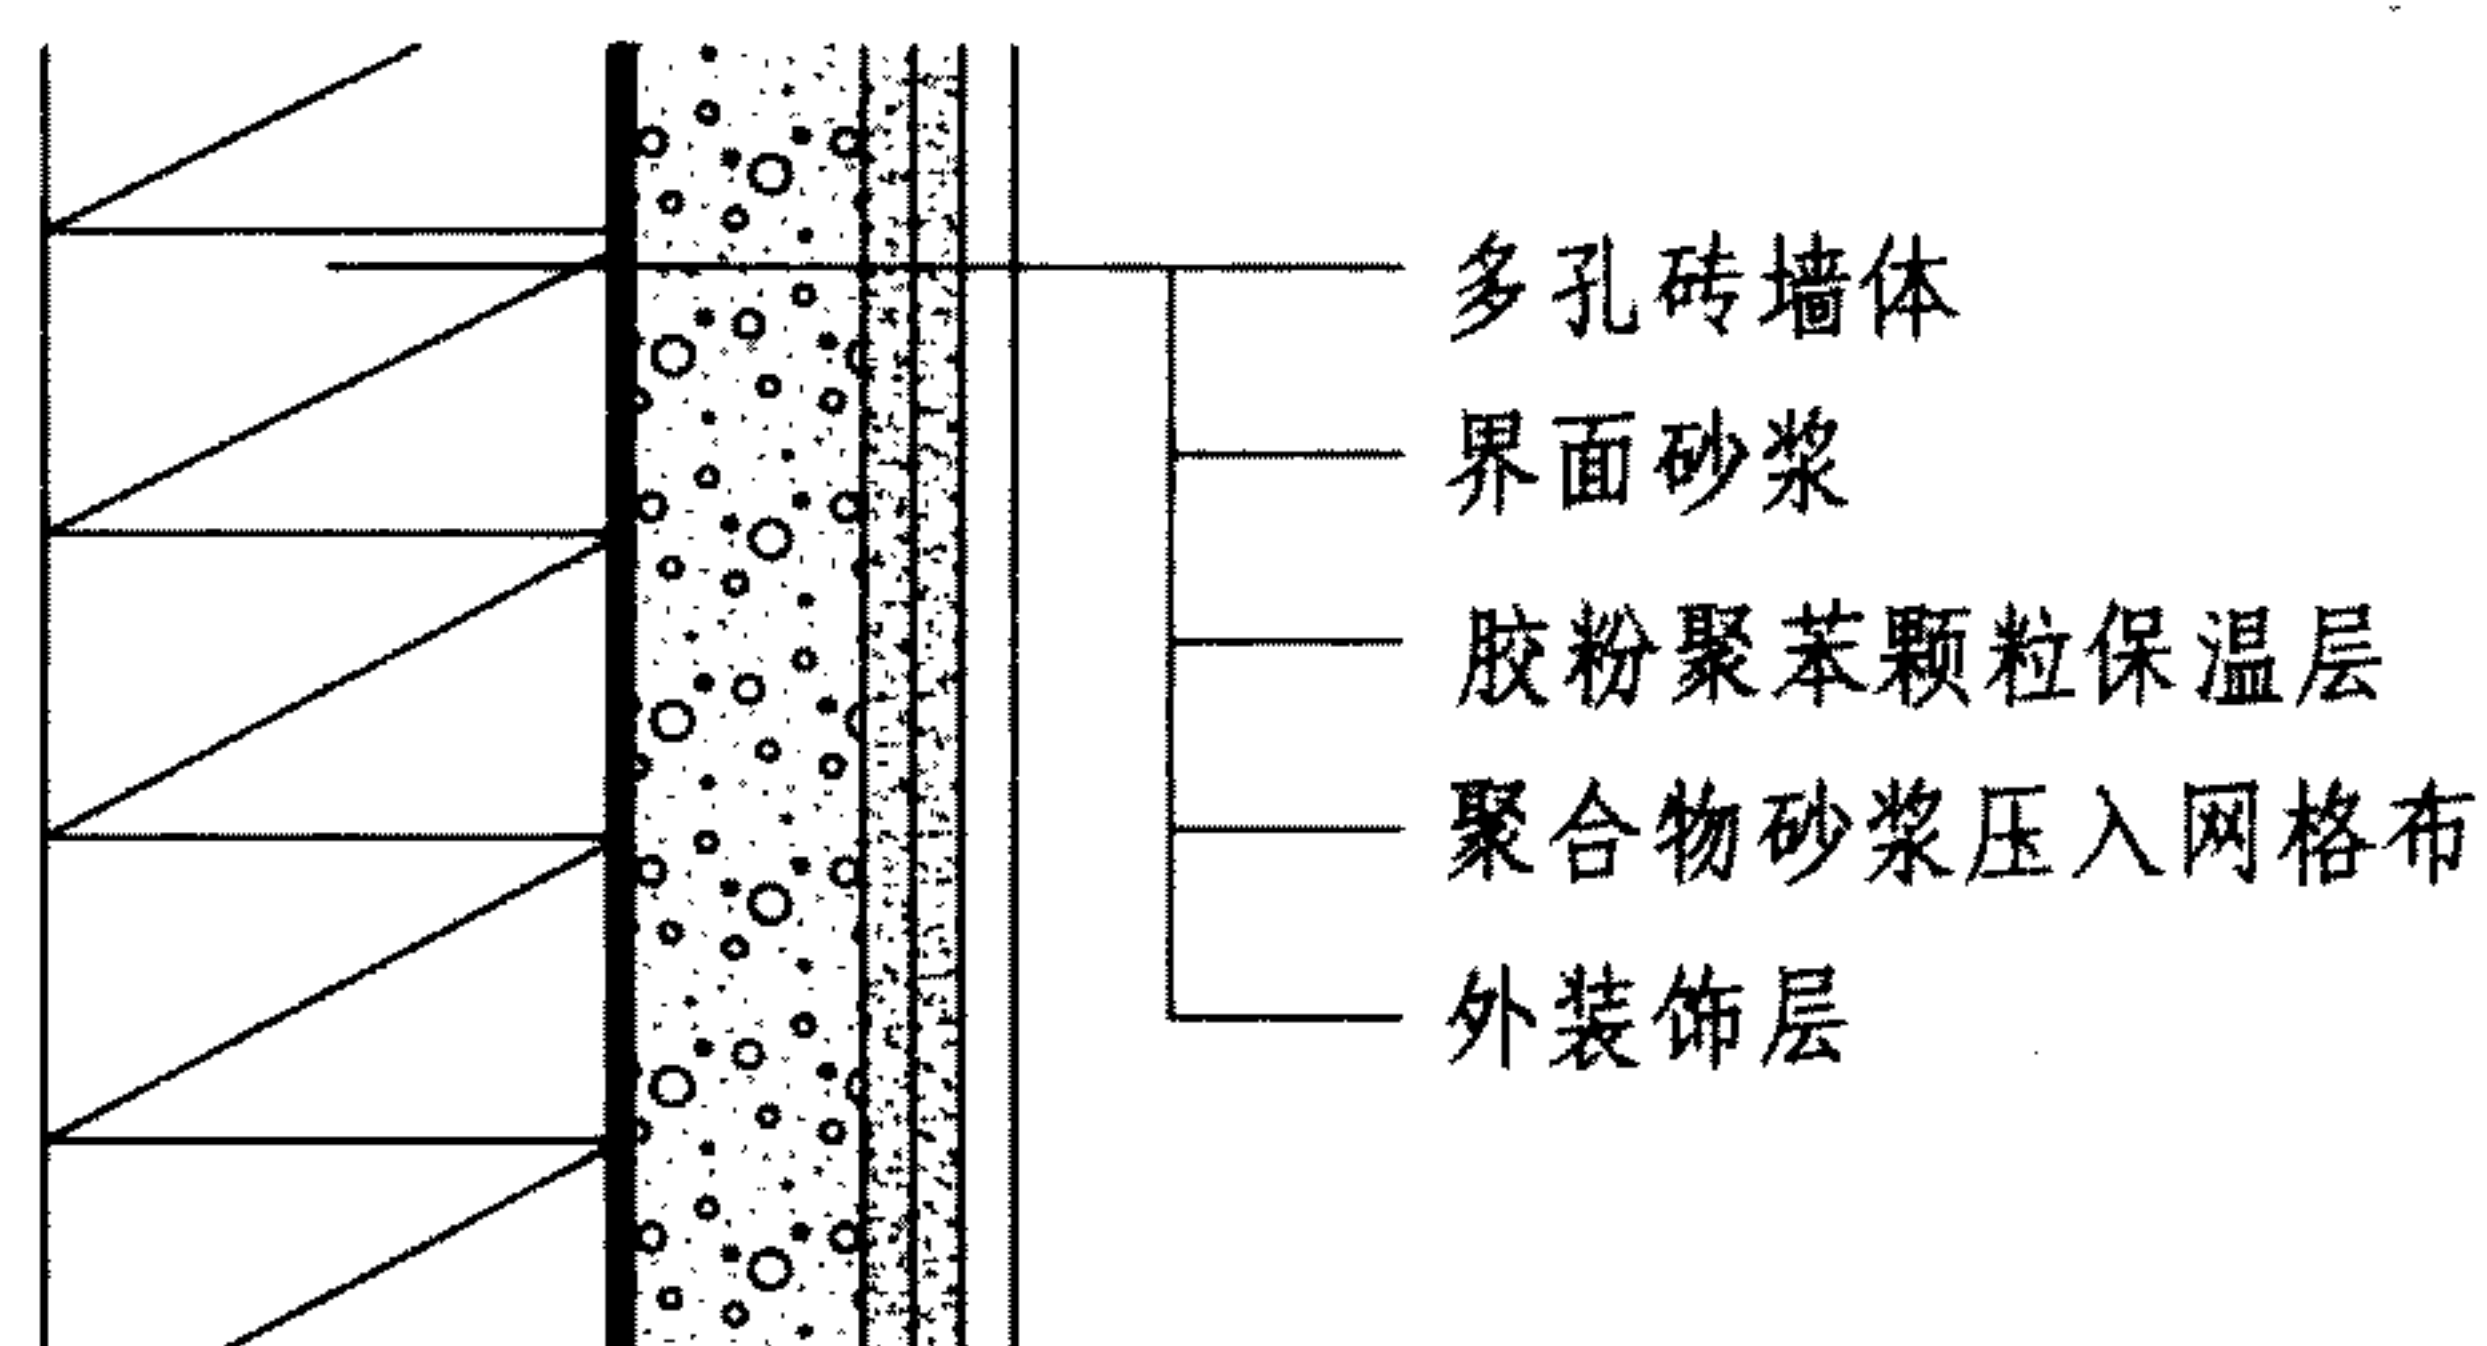 多孔砖墙体
界面砂浆
胶粉聚苯颗粒保温层
聚合物砂浆压入网格布
外装饰层